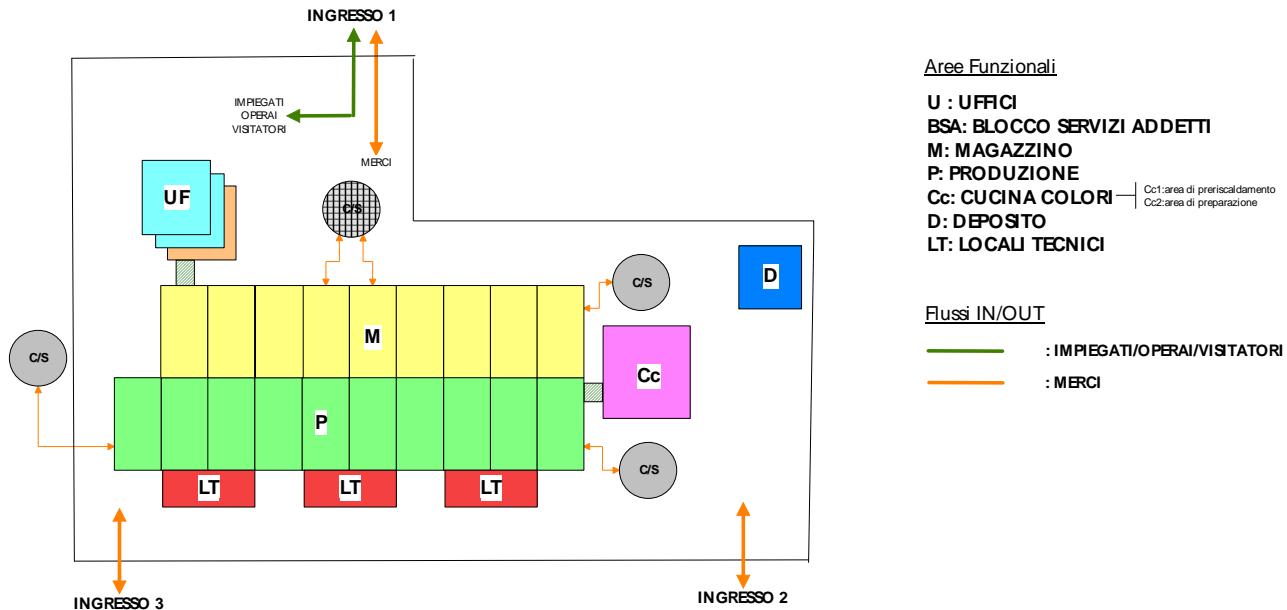 INGRESSO 1
IMPIEGATI
OPERAI
VISITATORI
MERCI
UF
C/S
C/S
D
M
C/S
Cc
P
C/S
LT
LT
LT
INGRESSO 3
INGRESSO 2
Aree Funzionali
U : UFFICI
BSA: BLOCCO SERVIZI ADDETTI
M: MAGAZZINO
P: PRODUZIONE
Cc: CUCINA COLORI
Cc1:area di preriscaldamento
Cc2:area di preparazione
D: DEPOSITO
LT: LOCALI TECNICI
Flussi IN/OUT
: IMPIEGATI/OPERAI/VISITATORI
: MERCI